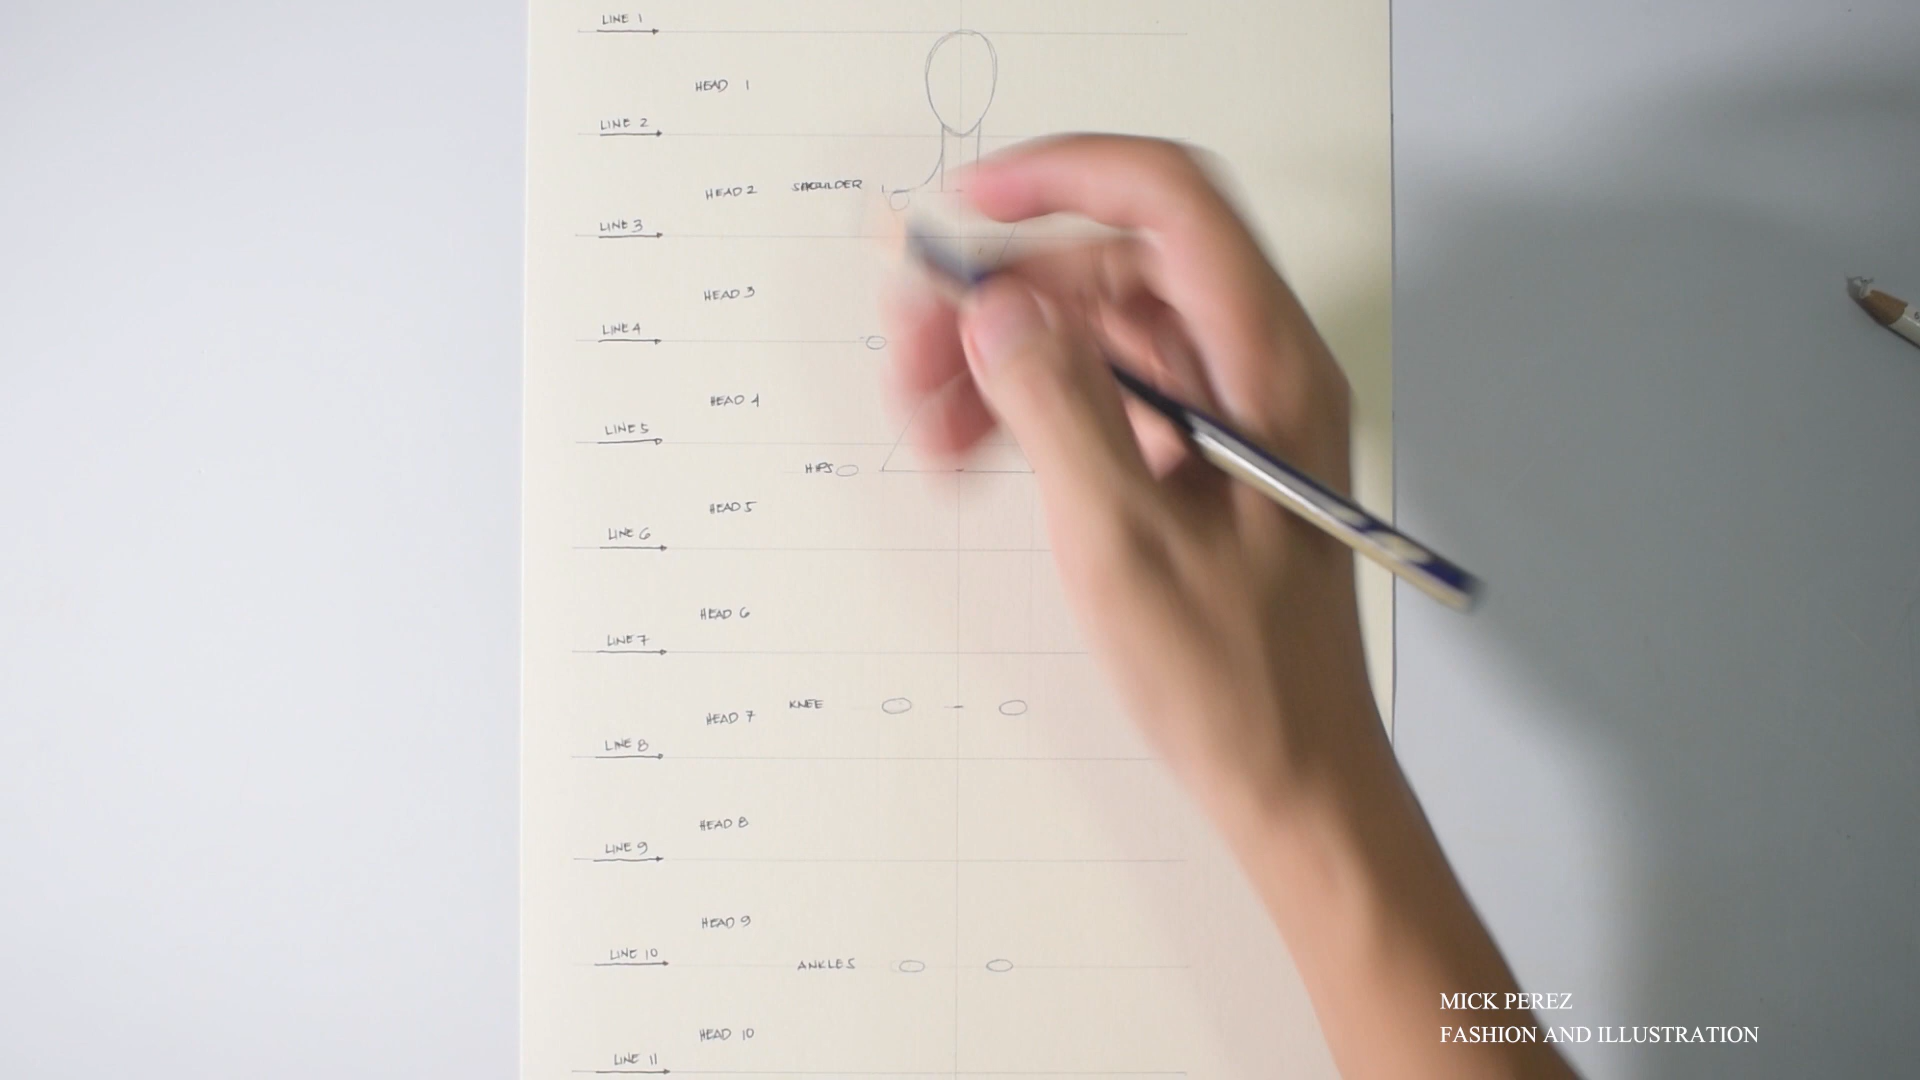 LINE 1
HEAD 1
LINE 2
HEAD 2 SHOULDER
LINE 3
HEAD 3
LINE 4
HEAD 4
LINE 5
HIPS
HEAD 5
LINE 6
HEAD 6
LINE 7
KNEE
HEAD 7
LINE 8
HEAD 8
LINE 9
HEAD 9
LINE 10
ANKLES
HEAD 10
LINE 11
MICK PEREZ
FASHION AND ILLUSTRATION